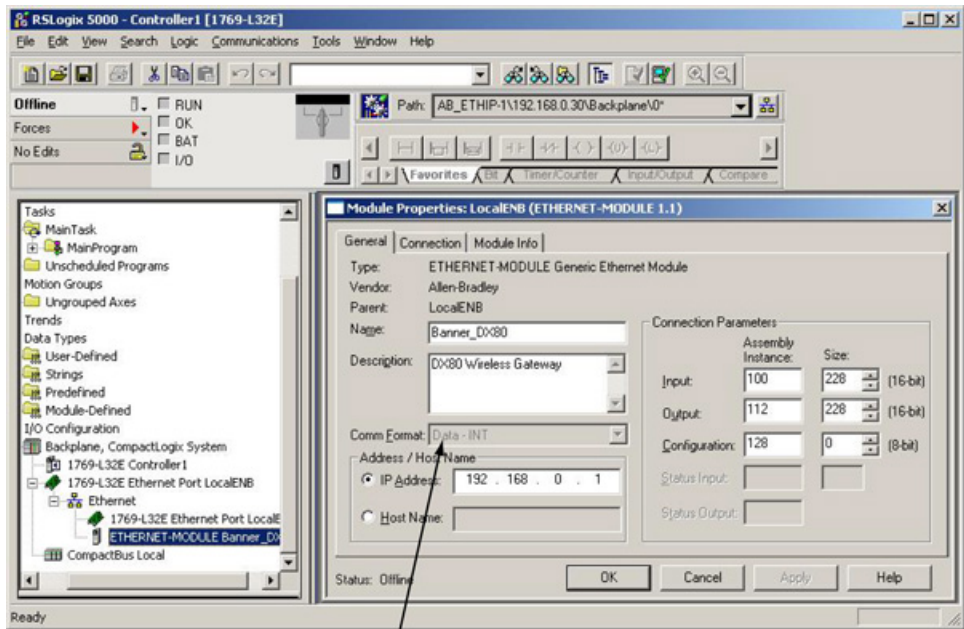 RSLogix 5000 - Controller1 [1769-L32E]
File Edit View Search Logic Communications Tools Window Help
Offline
RUN
Path: AB_ETHIP-1\192.168.0.30\Backplane\0*
Forces
OK
No Edits
BAT
I/O
Favorites Bit Timer/Counter Input/Output Compare
Tasks
MainTask
MainProgram
Unscheduled Programs
Motion Groups
Ungrouped Axes
Trends
Data Types
User-Defined
Strings
Predefined
Module-Defined
I/O Configuration
Backplane, CompactLogix System
1769-L32E Controller1
1769-L32E Ethernet Port LocalENB
Ethernet
1769-L32E Ethernet Port LocalE
ETHERNET-MODULE Banner_DX
CompactBus Local
Module Properties: LocalENB (ETHERNET-MODULE 1.1)
General Connection Module Info
Type: ETHERNET-MODULE Generic Ethernet Module
Vendor: Allen-Bradley
Parent: LocalENB
Name: Banner_DX80
Description: DX80 Wireless Gateway
Comm Format: Data - INT
Address / Host Name
IP Address: 192 . 168 . 0 . 1
Host Name:
Connection Parameters
Assembly
Instance: Size:
Input: 100 228 (16-bit)
Output: 112 228 (16-bit)
Configuration: 128 0 (8-bit)
Status Input:
Status Output:
Status: Offline
OK Cancel Apply Help
Ready